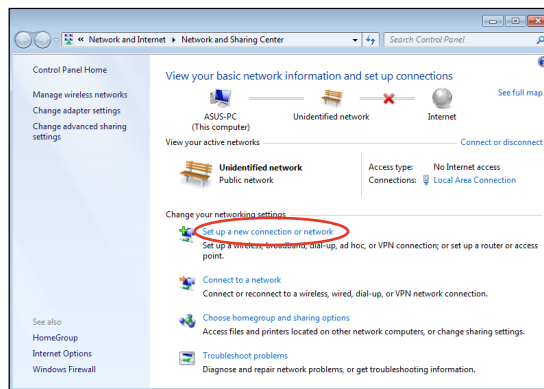 « Network and Internet ▸ Network and Sharing Center
Search Control Panel
Control Panel Home
Manage wireless networks
Change adapter settings
Change advanced sharing
settings
See also
HomeGroup
Internet Options
Windows Firewall
View your basic network information and set up connections
See full map
ASUS-PC
(This computer)
Unidentified network
Internet
View your active networks
Connect or disconnect
Unidentified network
Public network
Access type: No Internet access
Connections: Local Area Connection
Change your networking settings
Set up a new connection or network
Set up a wireless, broadband, dial-up, ad hoc, or VPN connection; or set up a router or access
point.
Connect to a network
Connect or reconnect to a wireless, wired, dial-up, or VPN network connection.
Choose homegroup and sharing options
Access files and printers located on other network computers, or change sharing settings.
Troubleshoot problems
Diagnose and repair network problems, or get troubleshooting information.